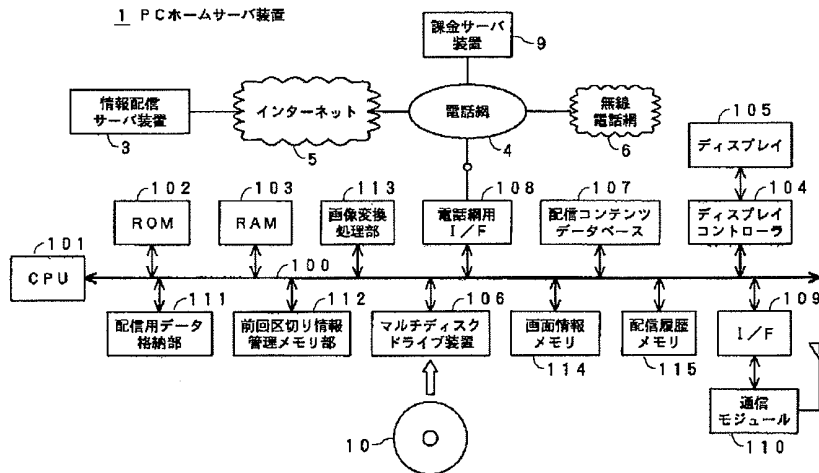 1 PCホームサーバ装置
課金サーバ
装置
9
情報配信
サーバ装置
3
インターネット
5
電話網
4
無線
電話網
6
105
ディスプレイ
102
ROM
103
RAM
113
画像変換
処理部
108
電話網用
I/F
107
配信コンテンツ
データベース
104
ディスプレイ
コントローラ
101
CPU
100
111
配信用データ
格納部
112
前回区切り情報
管理メモリ部
106
マルチディスク
ドライブ装置
画面情報
メモリ
114
配信履歴
メモリ
115
109
I/F
通信
モジュール
110
10